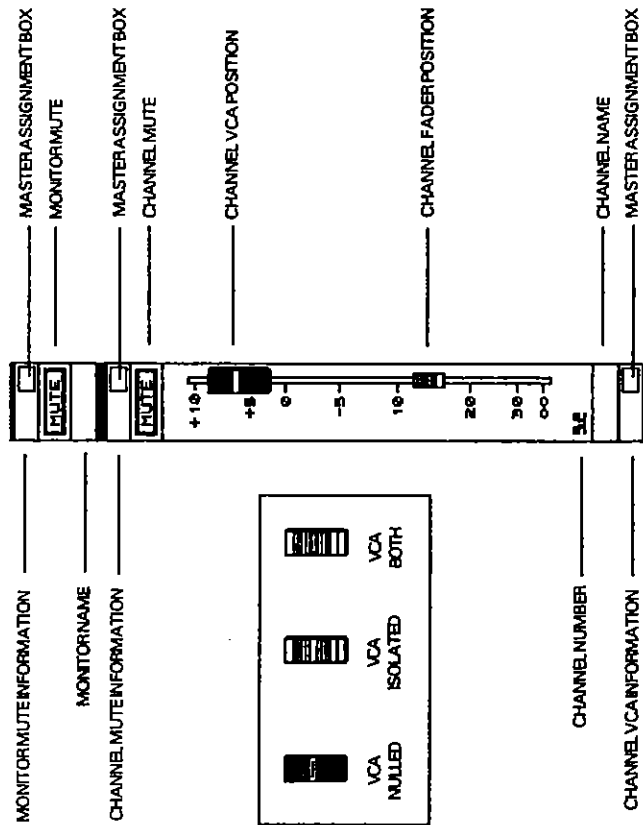 MONITOR MUTE INFORMATION
MASTER ASSIGNMENT BOX
MUTE
MONITOR MUTE
MONITOR NAME
CHANNEL MUTE INFORMATION
MASTER ASSIGNMENT BOX
MUTE
CHANNEL MUTE
+10
+5
0
-5
10
20
30
∞
CHANNEL VCA POSITION
CHANNEL FADER POSITION
VCA
NULLED
VCA
ISOLATED
VCA
BOTH
CHANNEL NUMBER
CHANNEL NAME
CHANNEL VCA INFORMATION
MASTER ASSIGNMENT BOX